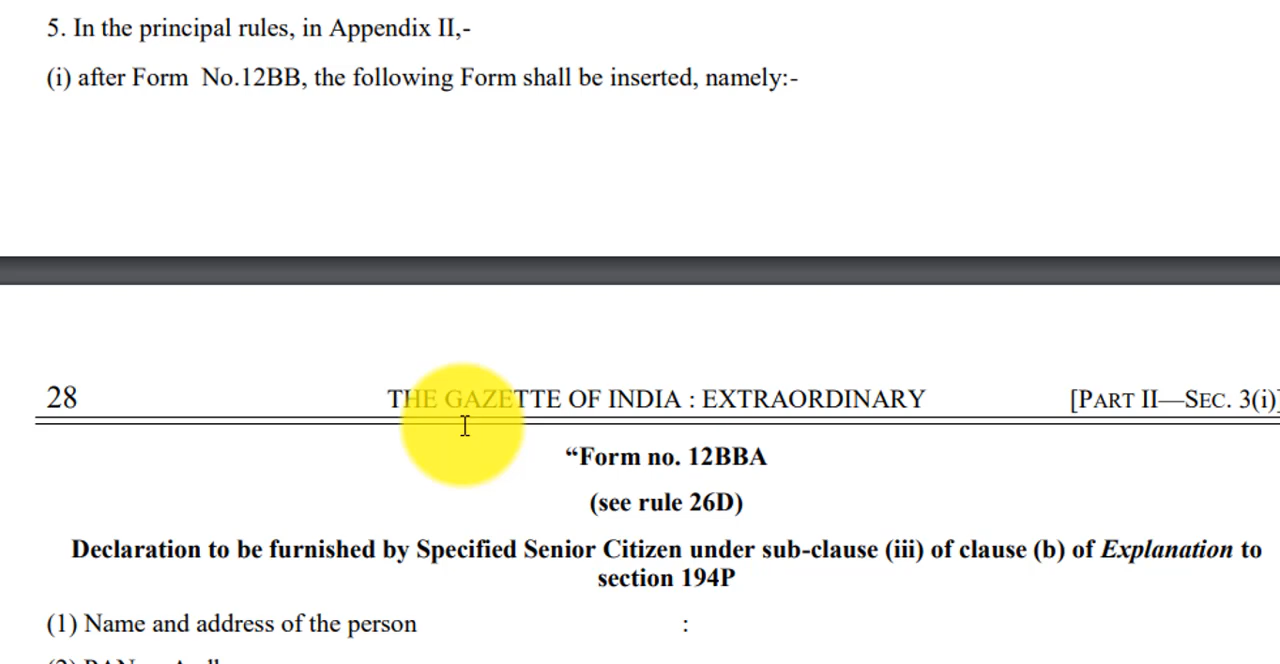 5. In the principal rules, in Appendix II,-
(i) after Form No.12BB, the following Form shall be inserted, namely:-
28 THE GAZETTE OF INDIA : EXTRAORDINARY [PART II—SEC. 3(i)]
“Form no. 12BBA
(see rule 26D)
Declaration to be furnished by Specified Senior Citizen under sub-clause (iii) of clause (b) of Explanation to
section 194P
(1) Name and address of the person :